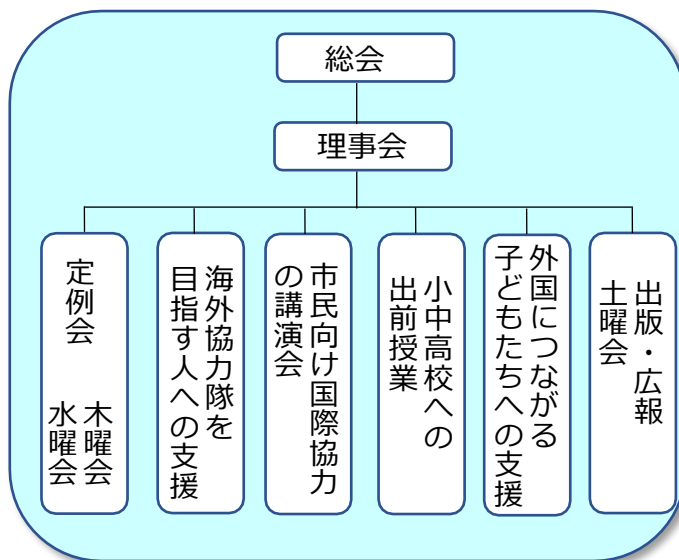 総会
理事会
定例会
木曜会
水曜会
海外協力隊を
目指す人への支援
市民向け国際協力
の講演会
小中高校への
出前授業
外国につながる
子どもたちへの支援
出版・広報
土曜会